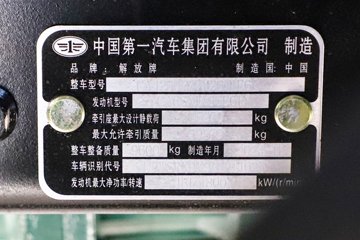 中国第一汽车集团有限公司 制造
品牌:解放牌 制造国:中国
整车型号
发动机型号
牵引座最大设计静载荷 kg
最大允许牵引质量 kg
整车整备质量 kg 制造年月
车辆识别代号
发动机最大净功率/转速 kW/(r/min)